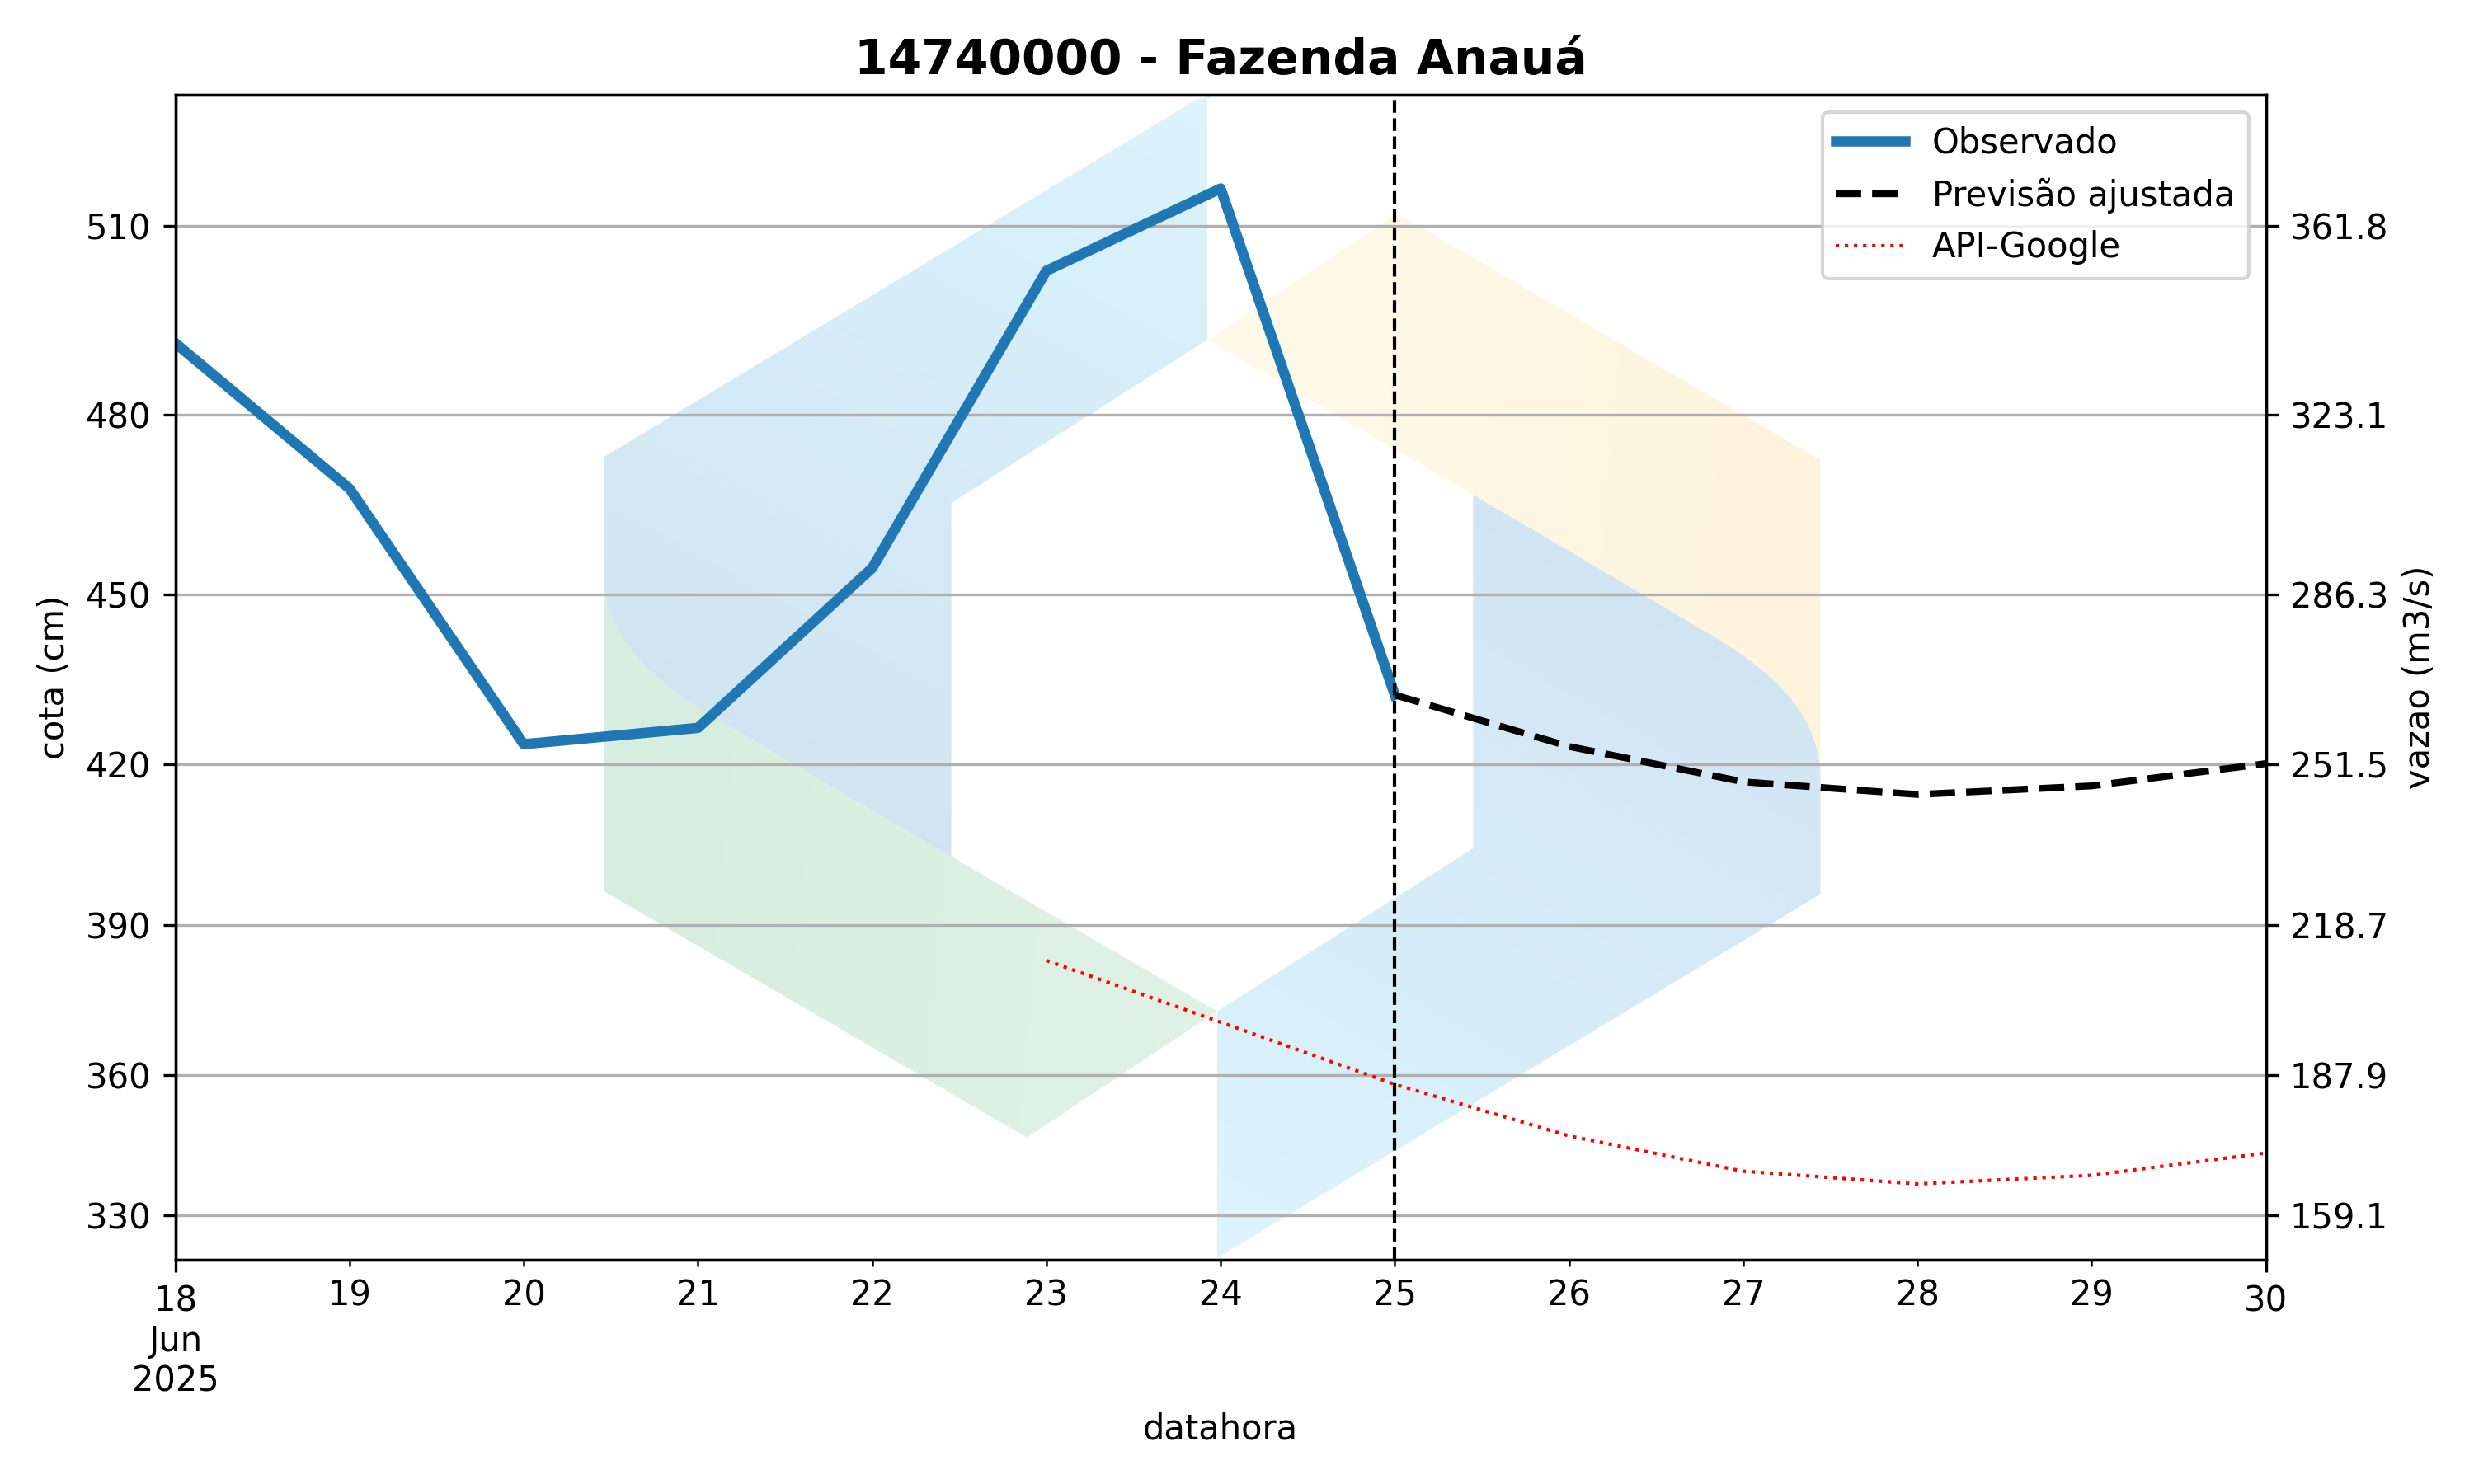 14740000 - Fazenda Anauá
Observado
Previsão ajustada
API-Google
cota (cm)
510
480
450
420
390
360
330
vazao (m3/s)
361.8
323.1
286.3
251.5
218.7
187.9
159.1
18 19 20 21 22 23 24 25 26 27 28 29 30
Jun
2025
datahora